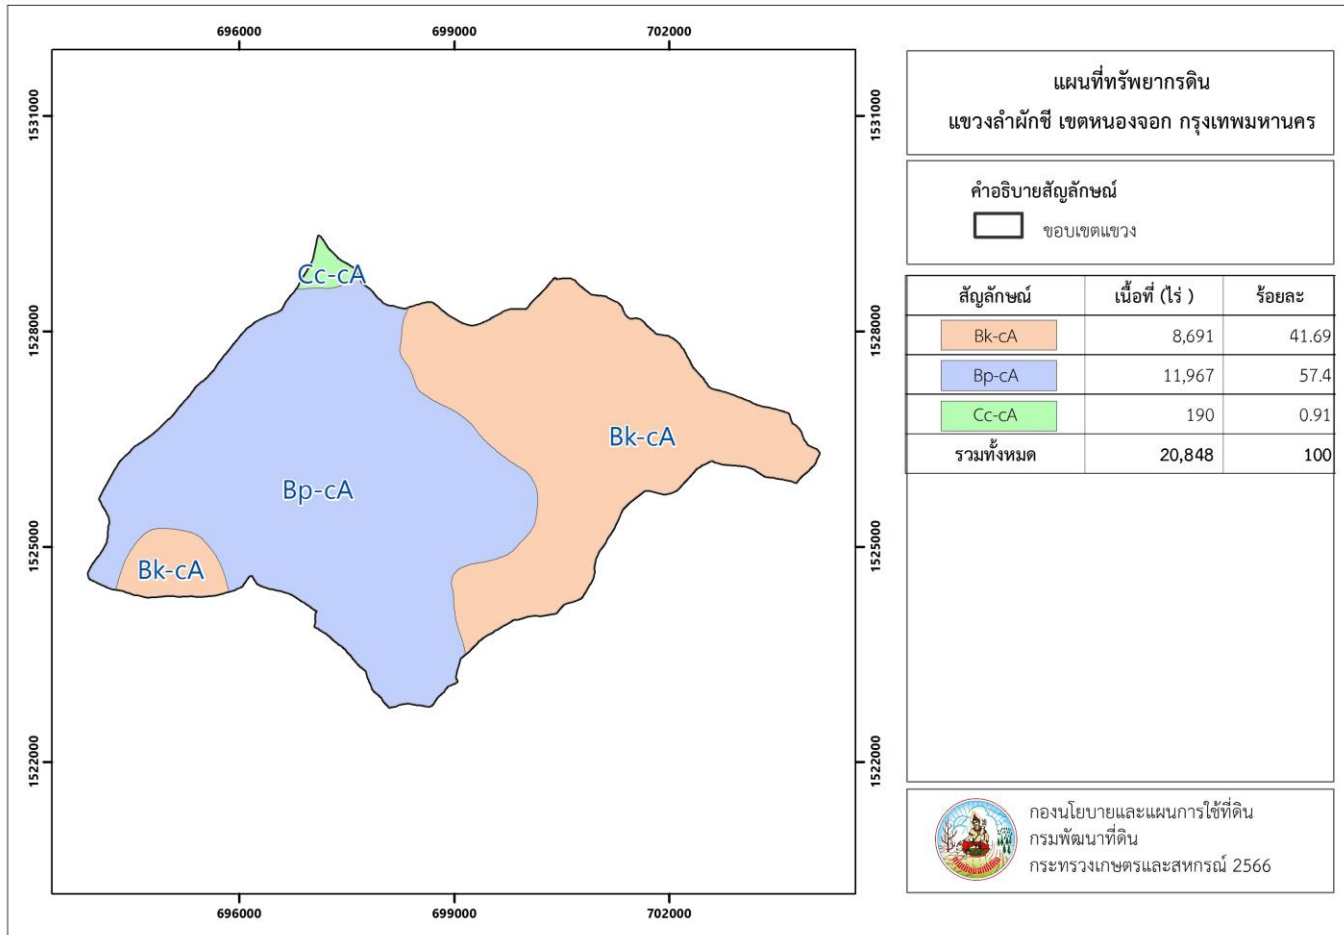 696000
699000
702000
1531000
1528000
1525000
1522000
1531000
1528000
1525000
1522000
696000
699000
702000
Cc-cA
Bk-cA
Bp-cA
Bk-cA
แผนที่ทรัพยากรดิน
แขวงลำผักชี เขตหนองจอก กรุงเทพมหานคร
คำอธิบายสัญลักษณ์
ขอบเขตแขวง
สัญลักษณ์ เนื้อที่ (ไร่ ) ร้อยละ
Bk-cA 8,691 41.69
Bp-cA 11,967 57.4
Cc-cA 190 0.91
รวมทั้งหมด 20,848 100
กองนโยบายและแผนการใช้ที่ดิน
กรมพัฒนาที่ดิน
กระทรวงเกษตรและสหกรณ์ 2566